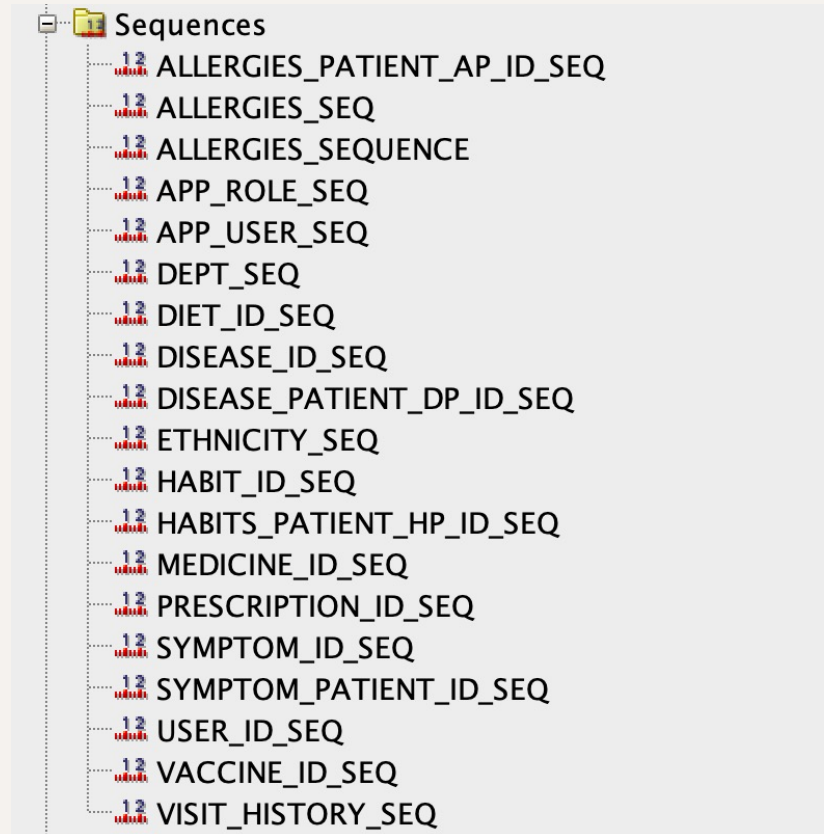 Sequences
ALLERGIES_PATIENT_AP_ID_SEQ
ALLERGIES_SEQ
ALLERGIES_SEQUENCE
APP_ROLE_SEQ
APP_USER_SEQ
DEPT_SEQ
DIET_ID_SEQ
DISEASE_ID_SEQ
DISEASE_PATIENT_DP_ID_SEQ
ETHNICITY_SEQ
HABIT_ID_SEQ
HABITS_PATIENT_HP_ID_SEQ
MEDICINE_ID_SEQ
PRESCRIPTION_ID_SEQ
SYMPTOM_ID_SEQ
SYMPTOM_PATIENT_ID_SEQ
USER_ID_SEQ
VACCINE_ID_SEQ
VISIT_HISTORY_SEQ